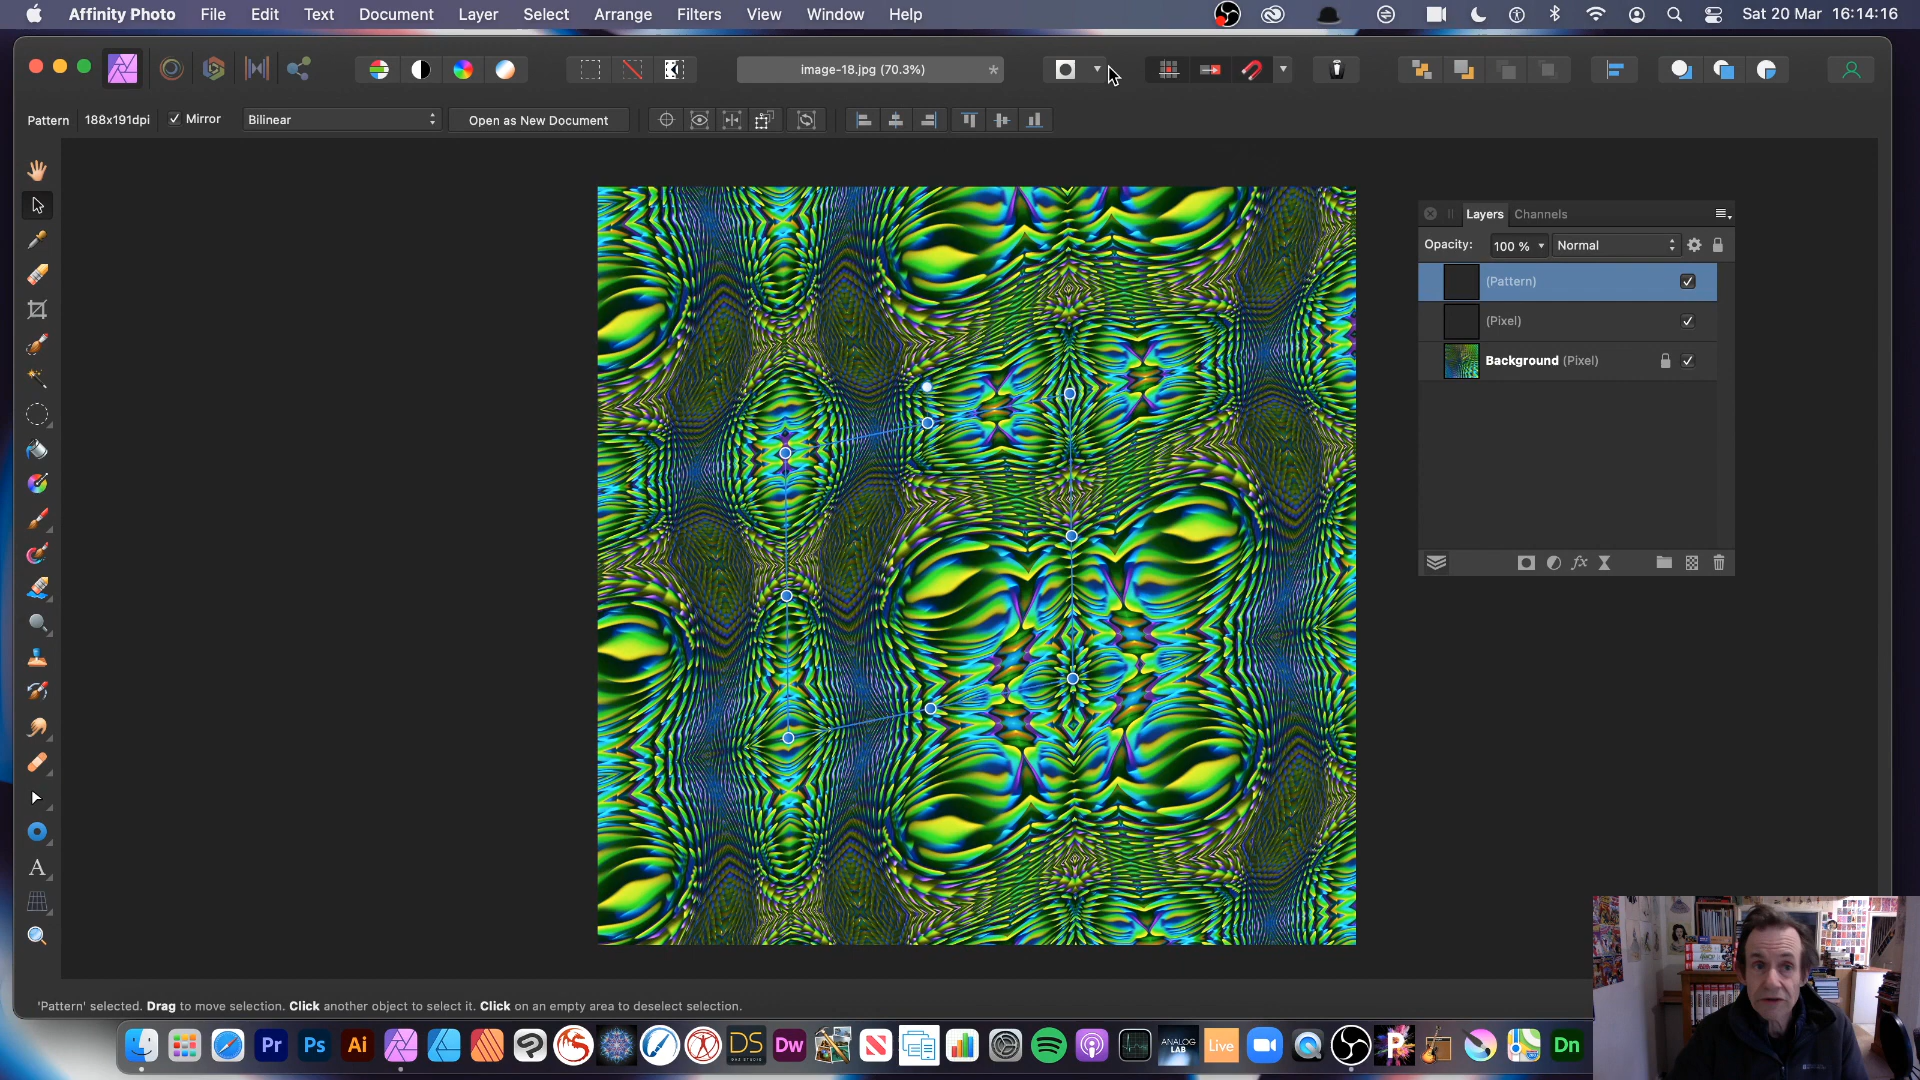 Affinity Photo File Edit Text Document Layer Select Arrange Filters View Window Help Sat 20 Mar 16:14:16
image-18.jpg (70.3%) *
Pattern 188x191dpi Mirror Bilinear Open as New Document
Layers Channels
Opacity: 100 % Normal
(Pattern)
(Pixel)
Background (Pixel)
fx
A
'Pattern' selected. Drag to move selection. Click another object to select it. Click on an empty area to deselect selection.
Pr Ps Ai DS Dw ANALOG LAB Live P Dn